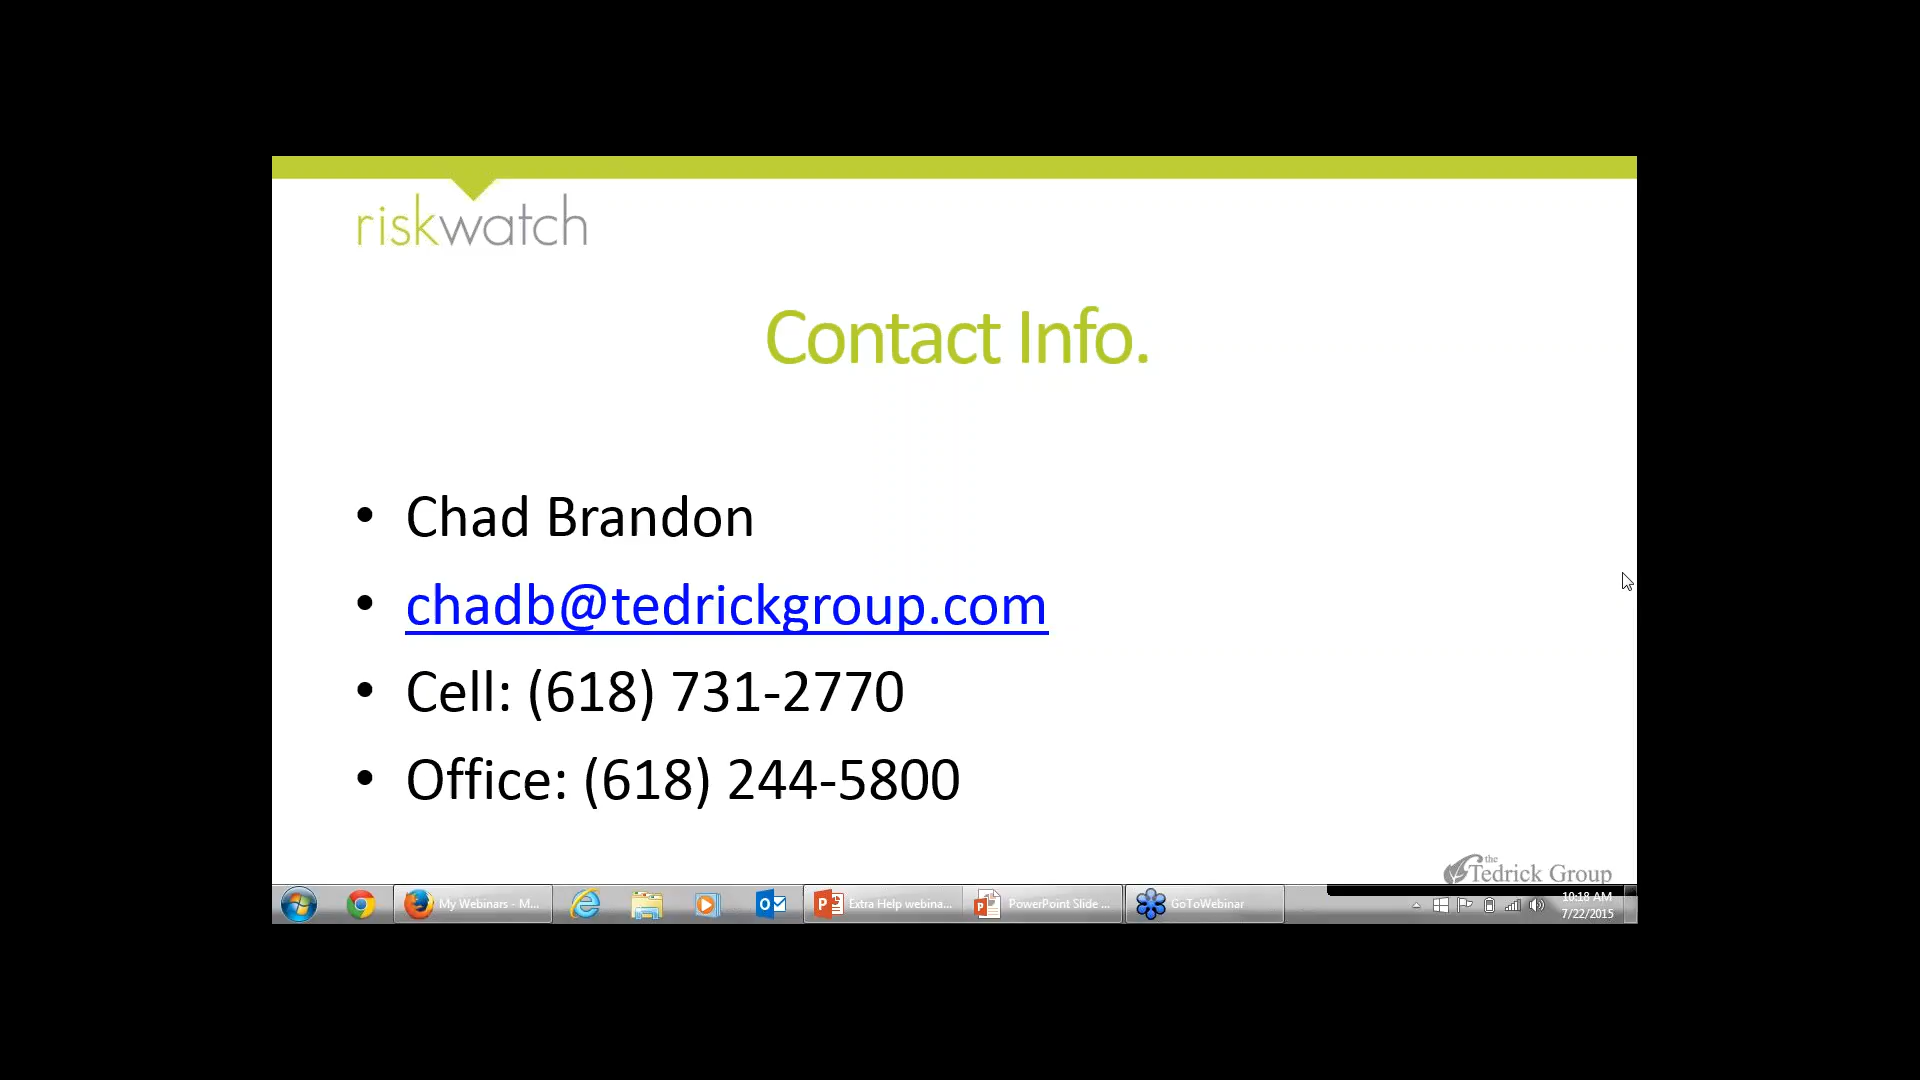 riskwatch
Contact Info.
• Chad Brandon
• chadb@tedrickgroup.com
• Cell: (618) 731-2770
• Office: (618) 244-5800
the
Tedrick Group
My Webinars - M...
Extra Help webina...
PowerPoint Slide ...
GoToWebinar
10:18 AM
7/22/2015